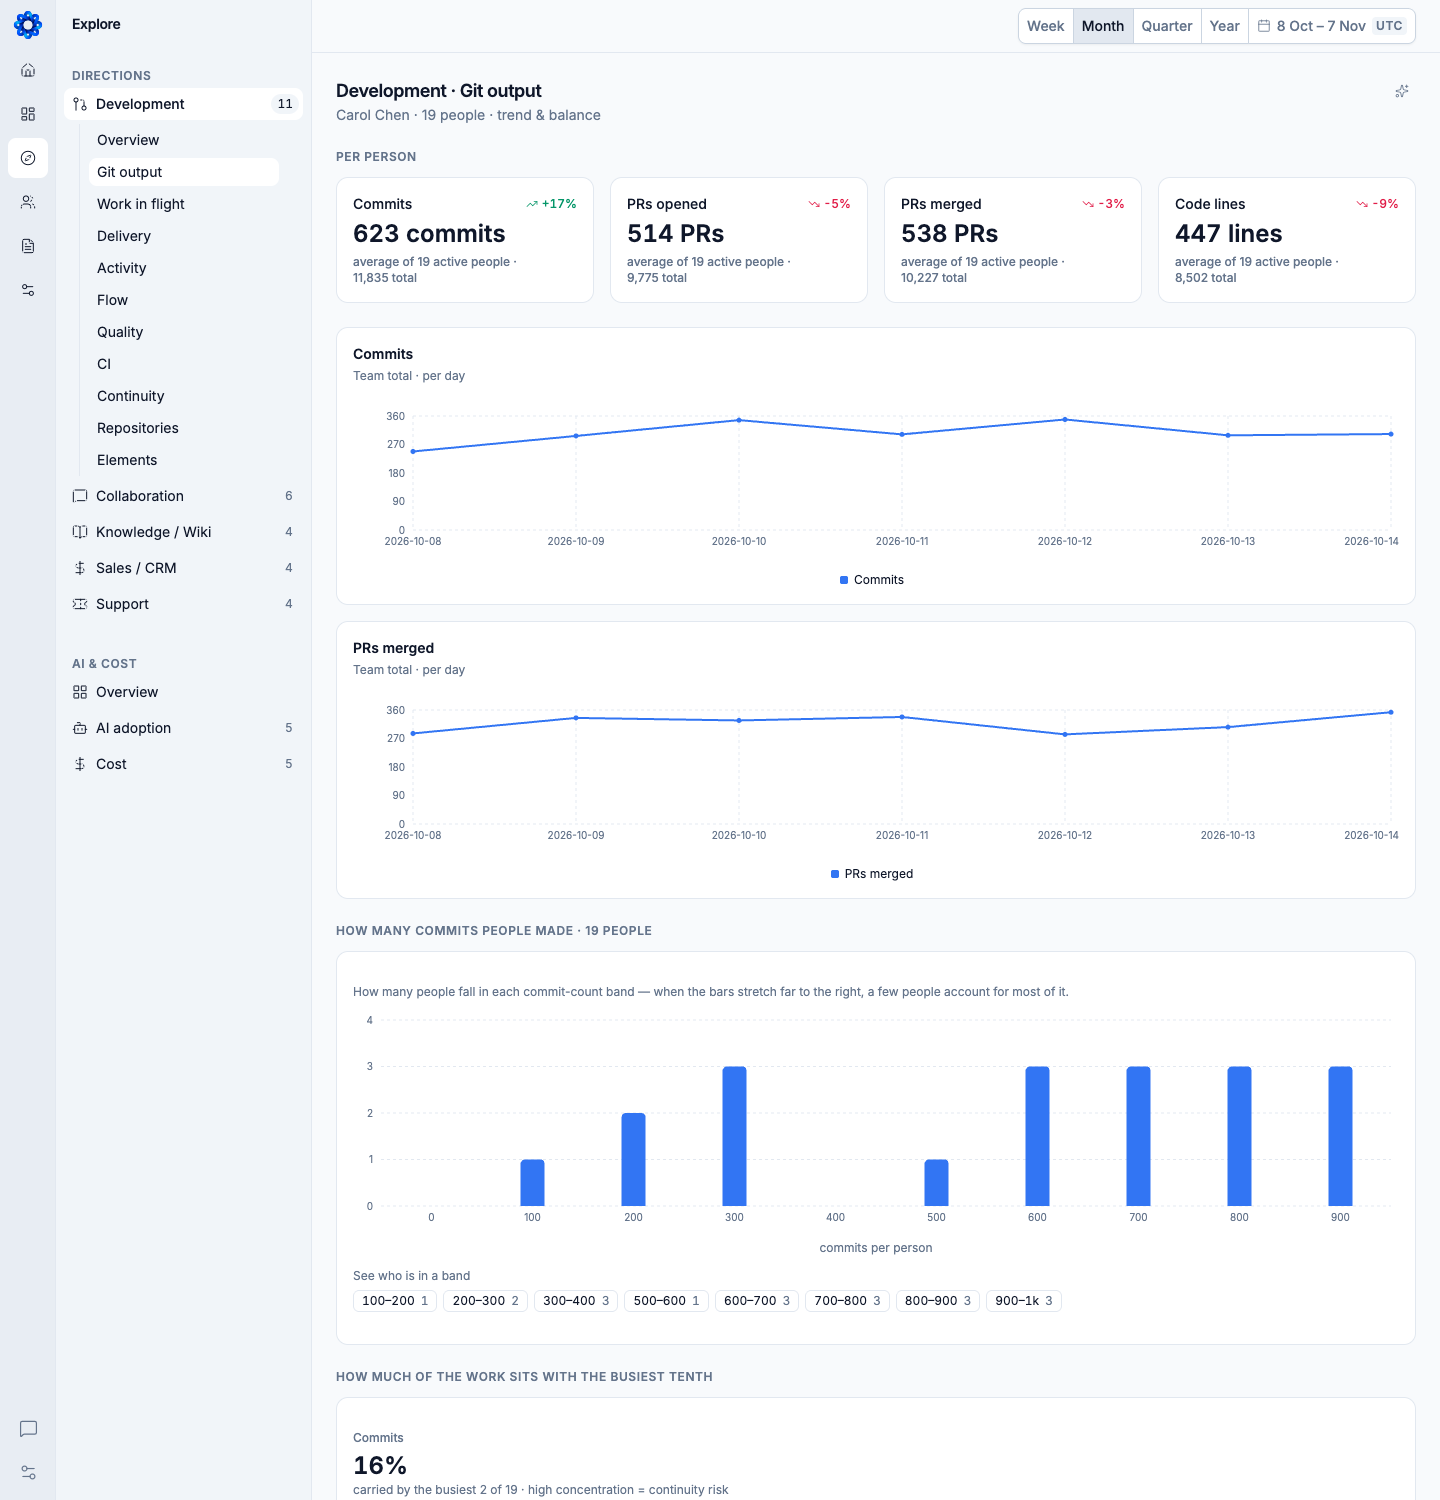 Explore
Week Month Quarter Year 8 Oct – 7 Nov UTC
DIRECTIONS
Development 11
Overview
Git output
Work in flight
Delivery
Activity
Flow
Quality
CI
Continuity
Repositories
Elements
Collaboration 6
Knowledge / Wiki 4
Sales / CRM 4
Support 4
AI & COST
Overview
AI adoption 5
Cost 5
Development · Git output
Carol Chen · 19 people · trend & balance
PER PERSON
Commits +17%
623 commits
average of 19 active people ·
11,835 total
PRs opened -5%
514 PRs
average of 19 active people ·
9,775 total
PRs merged -3%
538 PRs
average of 19 active people ·
10,227 total
Code lines -9%
447 lines
average of 19 active people ·
8,502 total
Commits
Team total · per day
360
270
180
90
0
2026-10-08 2026-10-09 2026-10-10 2026-10-11 2026-10-12 2026-10-13 2026-10-14
Commits
PRs merged
Team total · per day
360
270
180
90
0
2026-10-08 2026-10-09 2026-10-10 2026-10-11 2026-10-12 2026-10-13 2026-10-14
PRs merged
HOW MANY COMMITS PEOPLE MADE · 19 PEOPLE
How many people fall in each commit-count band — when the bars stretch far to the right, a few people account for most of it.
4
3
2
1
0
0 100 200 300 400 500 600 700 800 900
commits per person
See who is in a band
100–200 1 200–300 2 300–400 3 500–600 1 600–700 3 700–800 3 800–900 3 900–1k 3
HOW MUCH OF THE WORK SITS WITH THE BUSIEST TENTH
Commits
16%
carried by the busiest 2 of 19 · high concentration = continuity risk